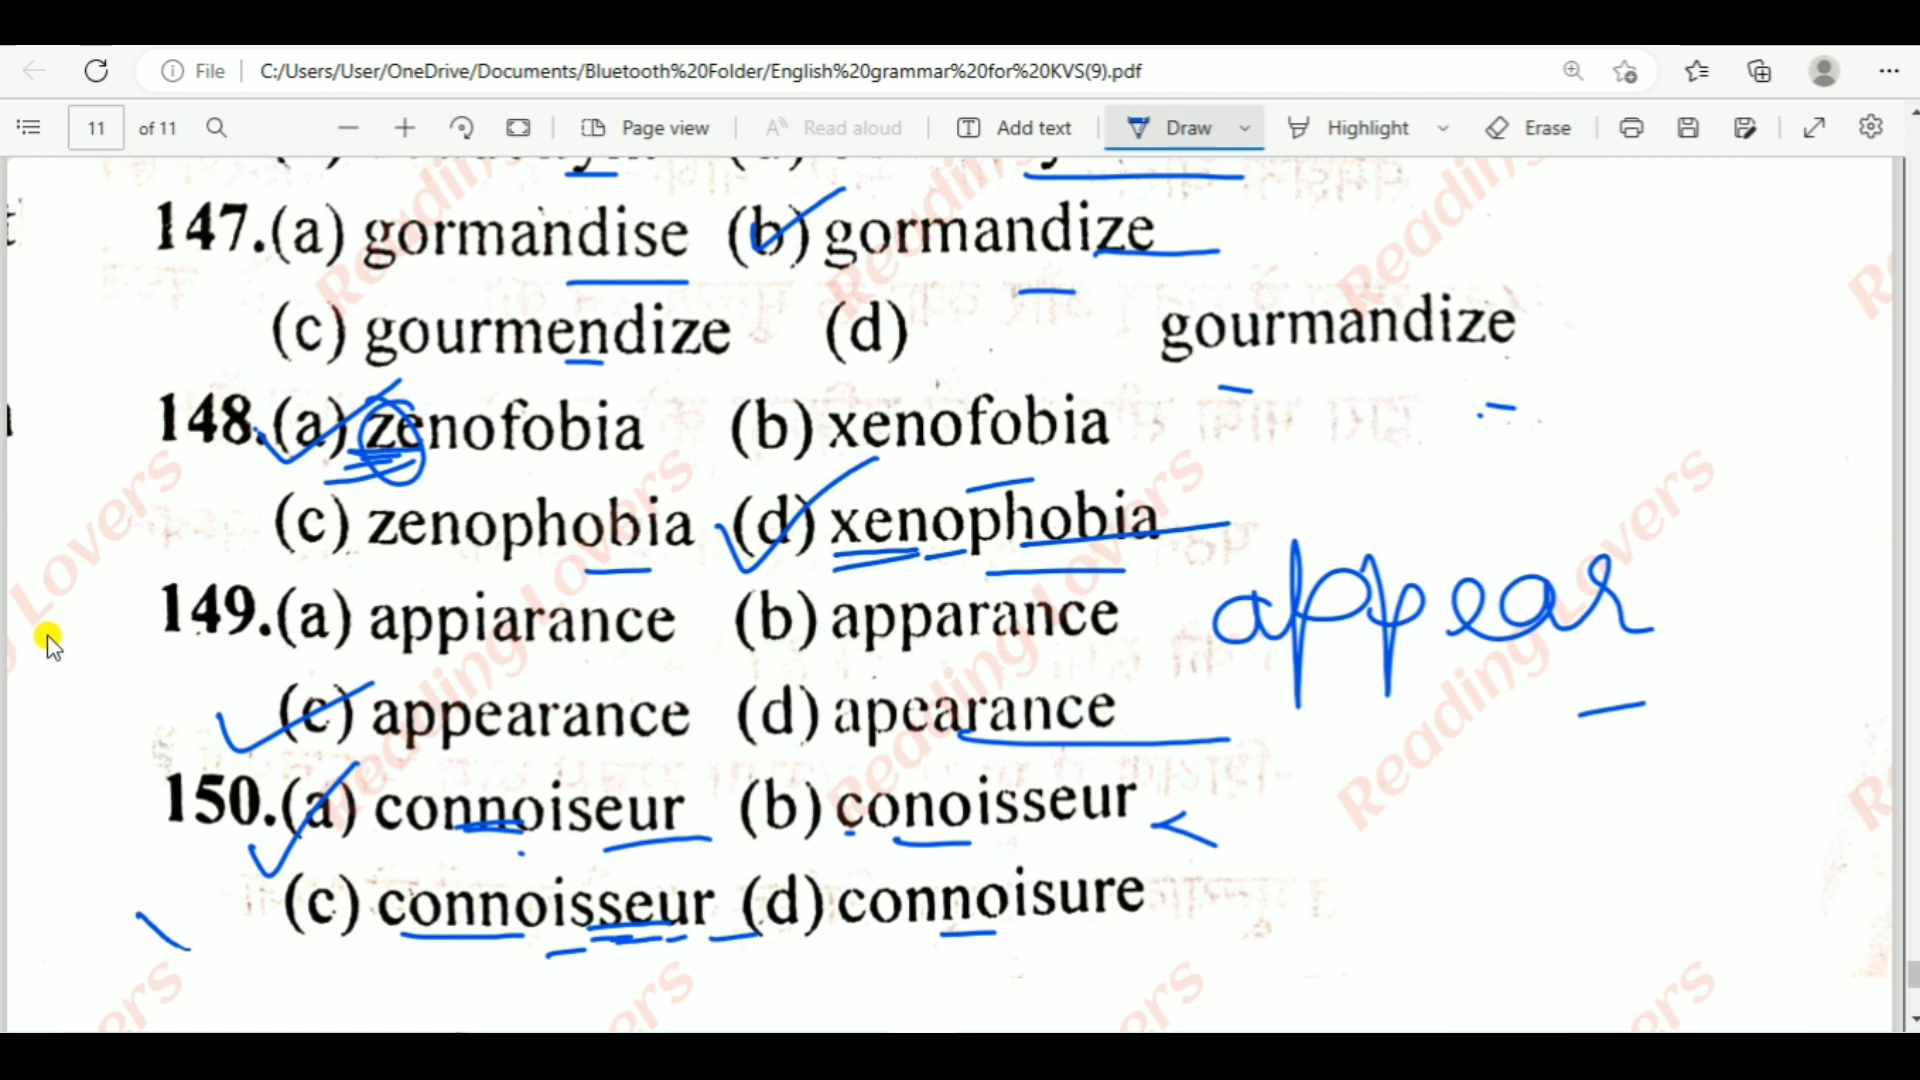 File C:/Users/User/OneDrive/Documents/Bluetooth%20Folder/English%20grammar%20for%20KVS(9).pdf
11 of 11 Page view Read aloud Add text Draw Highlight Erase
147.(a) gormandise (b) gormandize
(c) gourmendize (d) gourmandize
148.(a) zenofobia (b) xenofobia
(c) zenophobia (d) xenophobia
149.(a) appiarance (b) apparance
appear
(c) appearance (d) apearance
150.(a) connoiseur (b) conoisseur
(c) connoisseur (d) connoisure
Reading Lovers